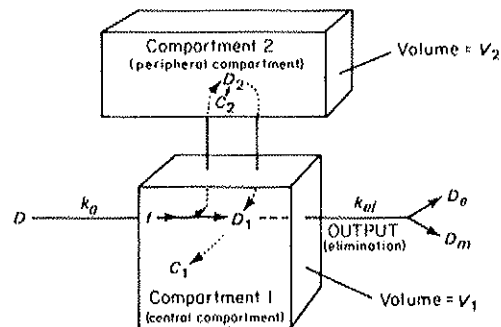 Compartment 2
(peripheral compartment)
D2
C2
Volume = V2
D
ka
f
D1
kel
OUTPUT
(elimination)
De
Dm
C1
Compartment 1
(central compartment)
Volume = V1